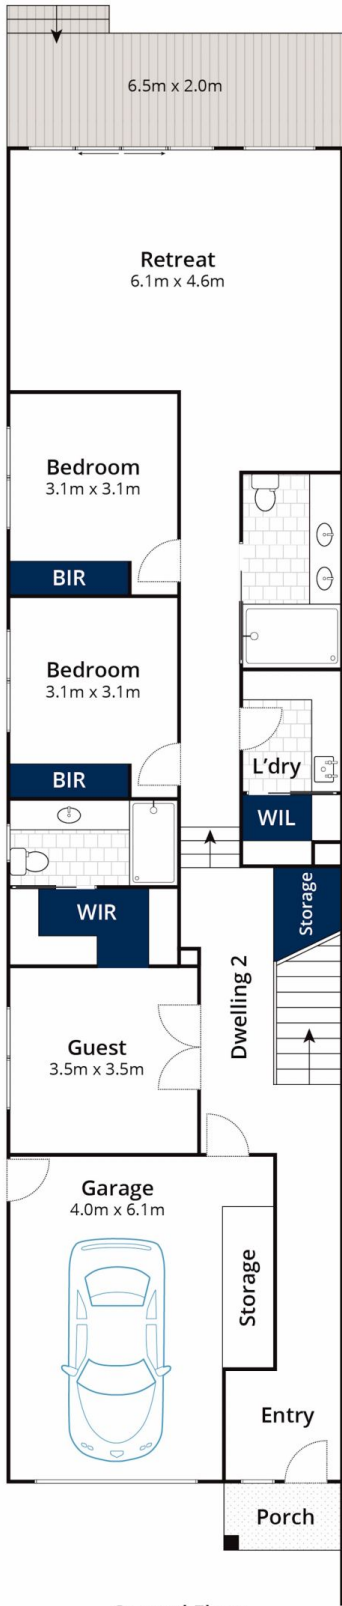 6.5m x 2.0m
Retreat
6.1m x 4.6m
Bedroom
3.1m x 3.1m
BIR
Bedroom
3.1m x 3.1m
BIR
L'dry
WIL
WIR
Storage
Dwelling 2
Guest
3.5m x 3.5m
Garage
4.0m x 6.1m
Storage
Entry
Porch